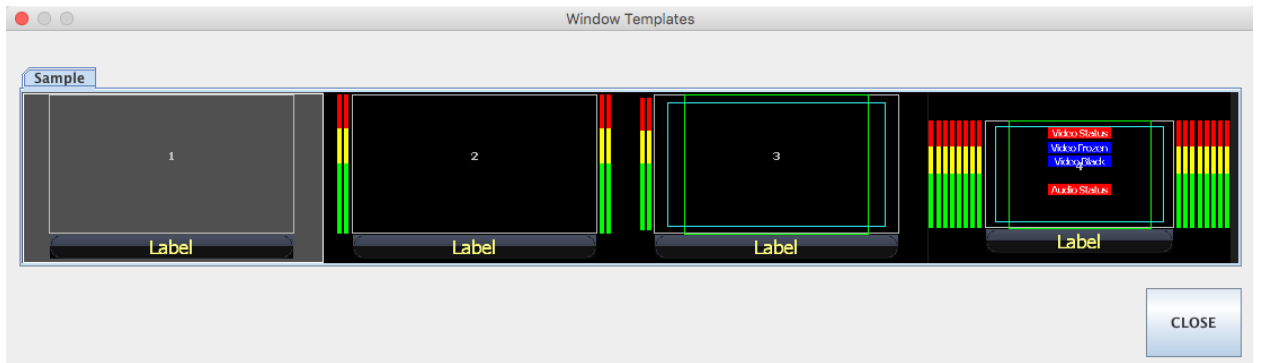 Window Templates
Sample
1
2
3
Video Status
Video Frozen
Video Black
4
Audio Status
Label
Label
Label
Label
CLOSE